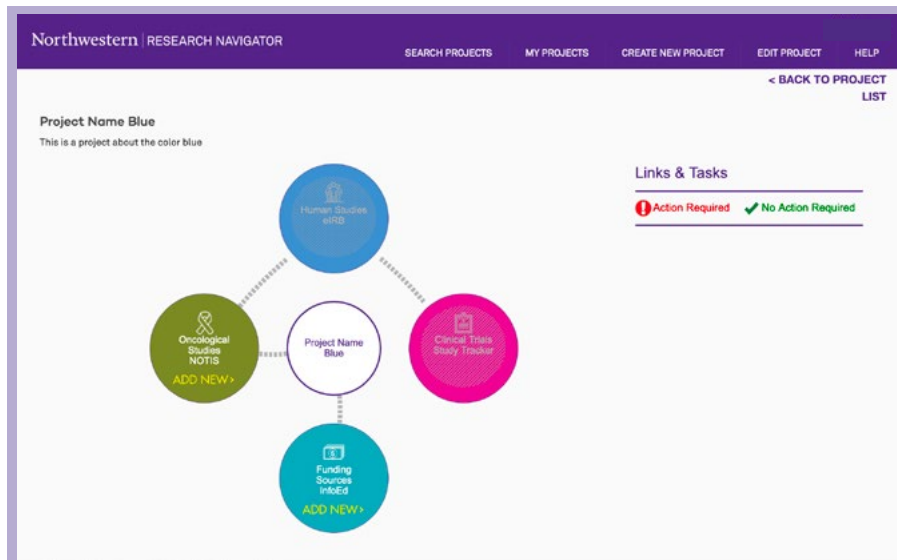 Northwestern | RESEARCH NAVIGATOR
SEARCH PROJECTS MY PROJECTS CREATE NEW PROJECT EDIT PROJECT HELP
< BACK TO PROJECT
LIST
Project Name Blue
This is a project about the color blue
Links & Tasks
Action Required No Action Required
Human Studies
eIRB
Oncological
Studies
NOTIS
ADD NEW>
Project Name
Blue
Clinical Trials
Study Tracker
Funding
Sources
InfoEd
ADD NEW>